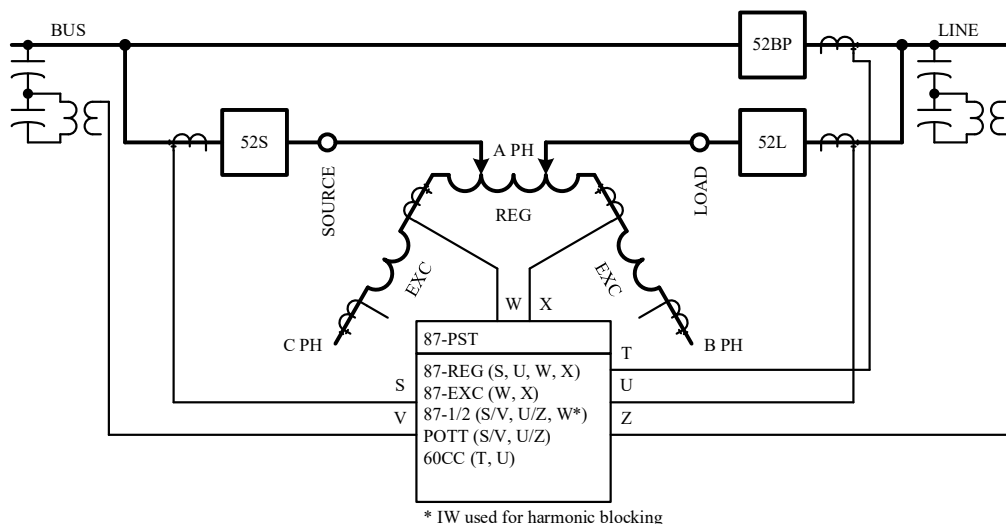 BUS
LINE
52BP
52S
52L
A PH
SOURCE
LOAD
REG
EXC
EXC
W
X
C PH
B PH
87-PST
T
87-REG (S, U, W, X)
S
U
87-EXC (W, X)
87-1/2 (S/V, U/Z, W*)
V
Z
POTT (S/V, U/Z)
60CC (T, U)
* IW used for harmonic blocking